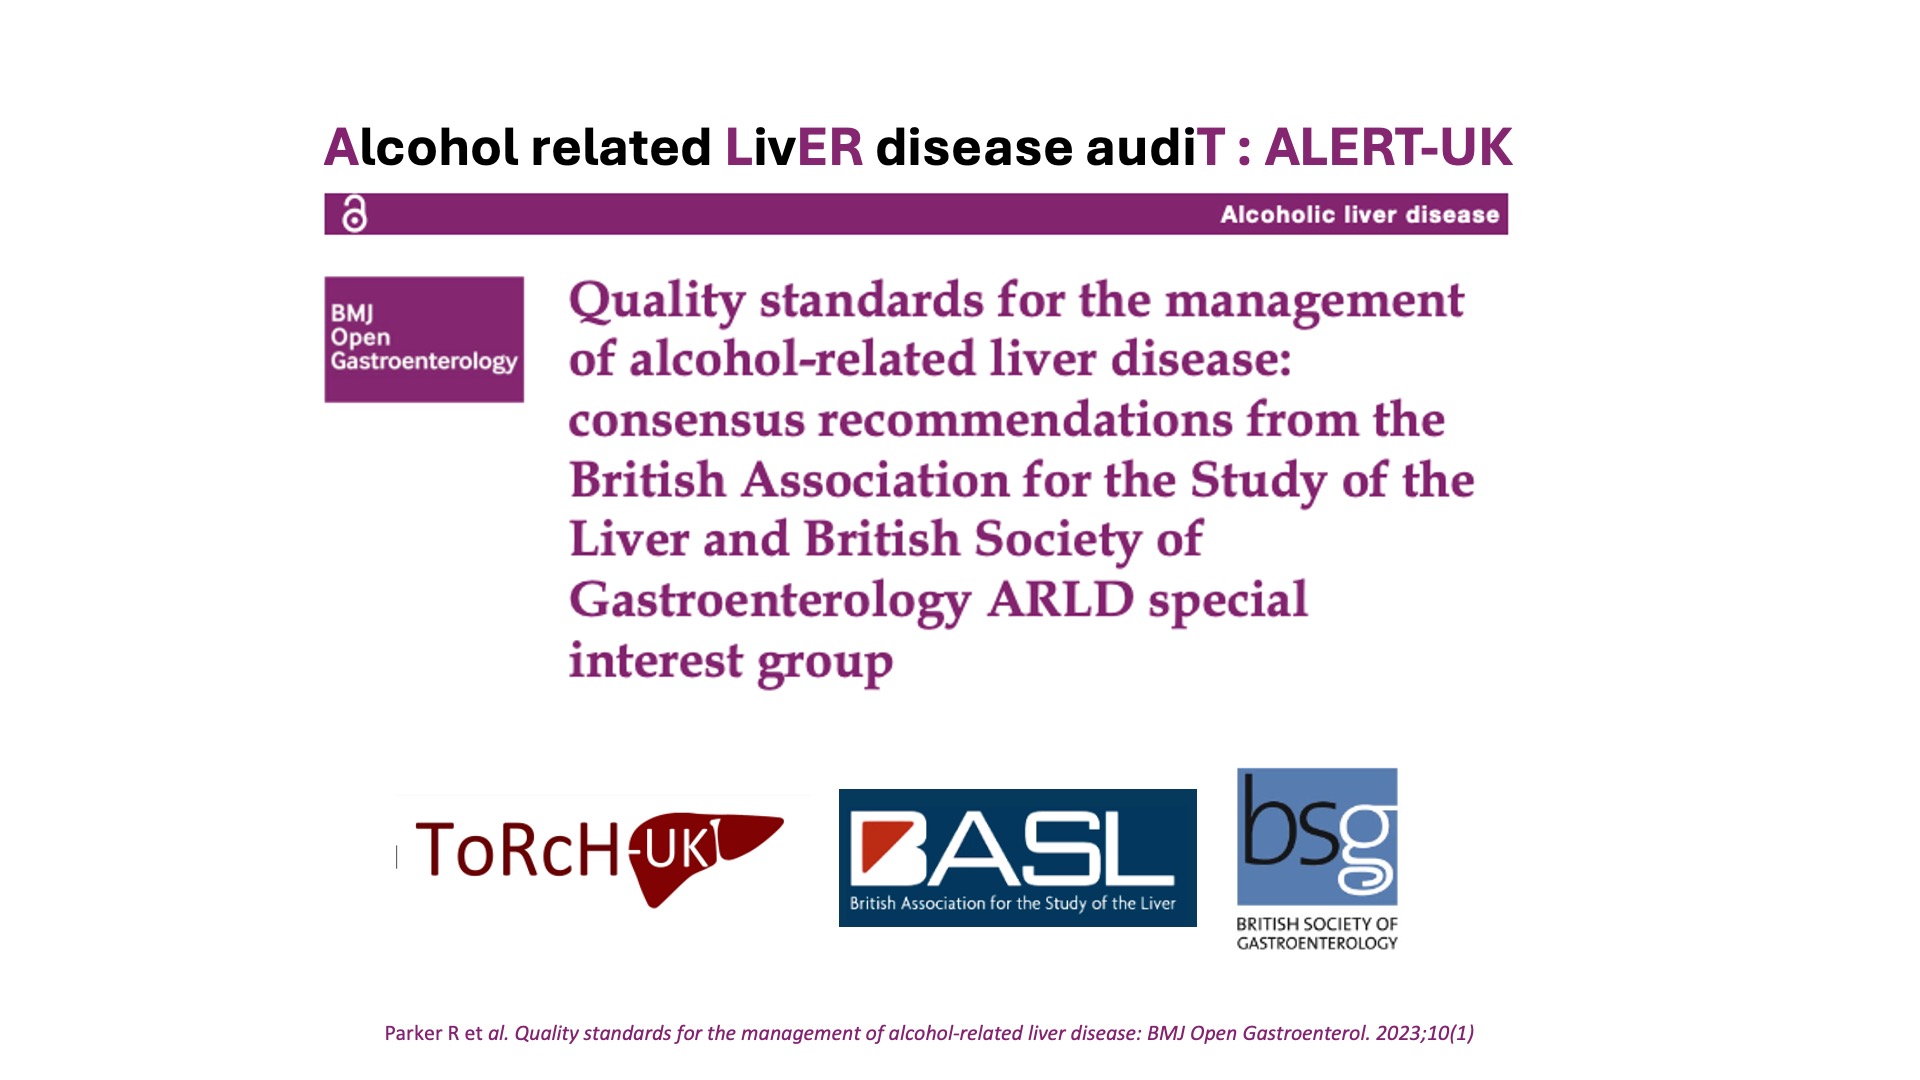 Alcohol related LivER disease audiT : ALERT-UK
Alcoholic liver disease
BMJ
Open
Gastroenterology
Quality standards for the management
of alcohol-related liver disease:
consensus recommendations from the
British Association for the Study of the
Liver and British Society of
Gastroenterology ARLD special
interest group
ToRcH-UK
BASL
British Association for the Study of the Liver
bsg
BRITISH SOCIETY OF
GASTROENTEROLOGY
Parker R et al. Quality standards for the management of alcohol-related liver disease: BMJ Open Gastroenterol. 2023;10(1)